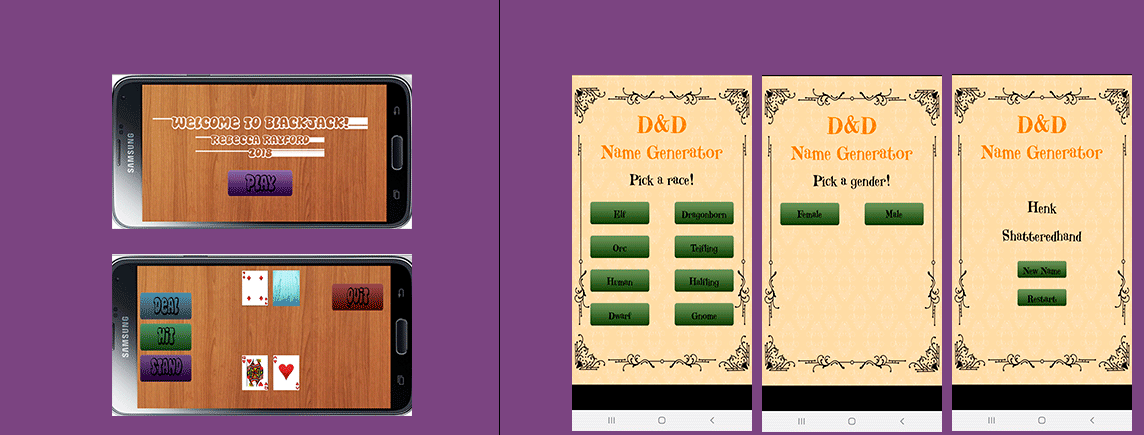 SAMSUNG
WELCOME TO BLACKJACK!
REBECCA RAYFORD
2018
PLAY
SAMSUNG
DEAL
HIT
STAND
QUIT
D&D
Name Generator
Pick a race!
Elf
Dragonborn
Orc
Teifling
Human
Halfling
Dwarf
Gnome
D&D
Name Generator
Pick a gender!
Female
Male
D&D
Name Generator
Henk
Shatteredhand
New Name
Restart